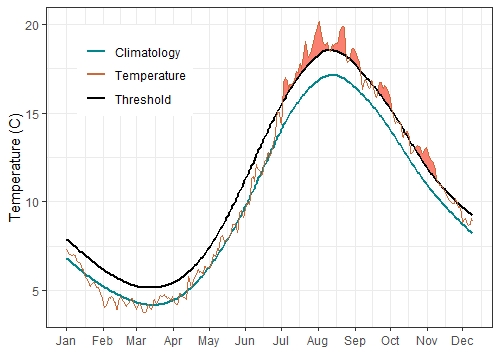 20
15
10
5
Temperature (C)
Climatology
Temperature
Threshold
Jan Feb Mar Apr May Jun Jul Aug Sep Oct Nov Dec